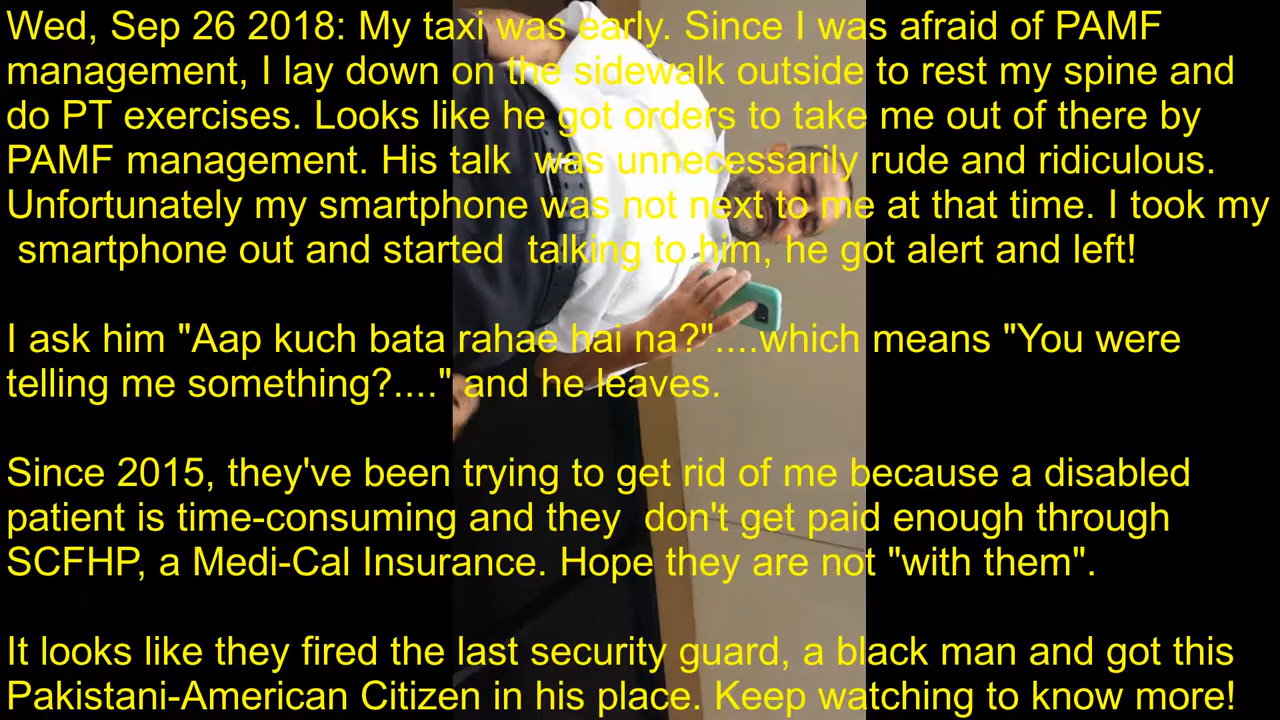 Wed, Sep 26 2018: My taxi was early. Since I was afraid of PAMF
management, I lay down on the sidewalk outside to rest my spine and
do PT exercises. Looks like he got orders to take me out of there by
PAMF management. His talk  was unnecessarily rude and ridiculous.
Unfortunately my smartphone was not next to me at that time. I took my
smartphone out and started  talking to him, he got alert and left!
I ask him "Aap kuch bata rahae hai na?"....which means "You were
telling me something?...." and he leaves.
Since 2015, they've been trying to get rid of me because a disabled
patient is time-consuming and they  don't get paid enough through
SCFHP, a Medi-Cal Insurance. Hope they are not "with them".
It looks like they fired the last security guard, a black man and got this
Pakistani-American Citizen in his place. Keep watching to know more!